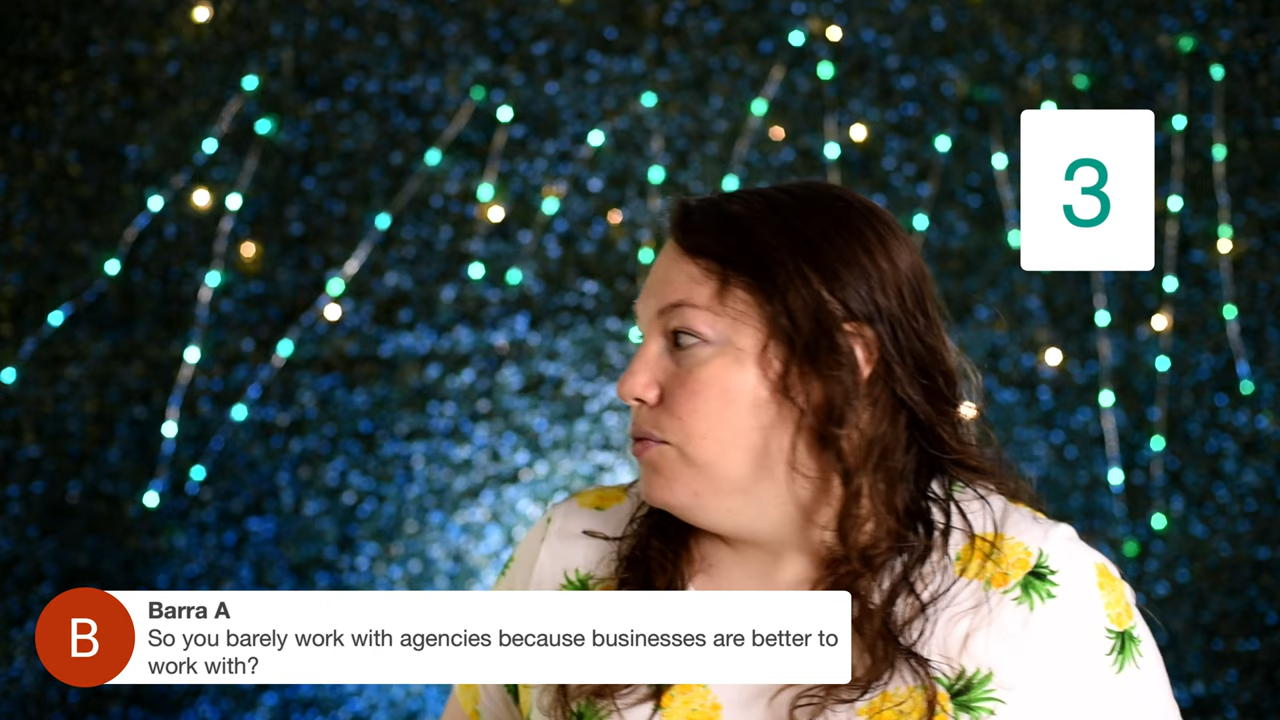 3
B
Barra A
So you barely work with agencies because businesses are better to
work with?